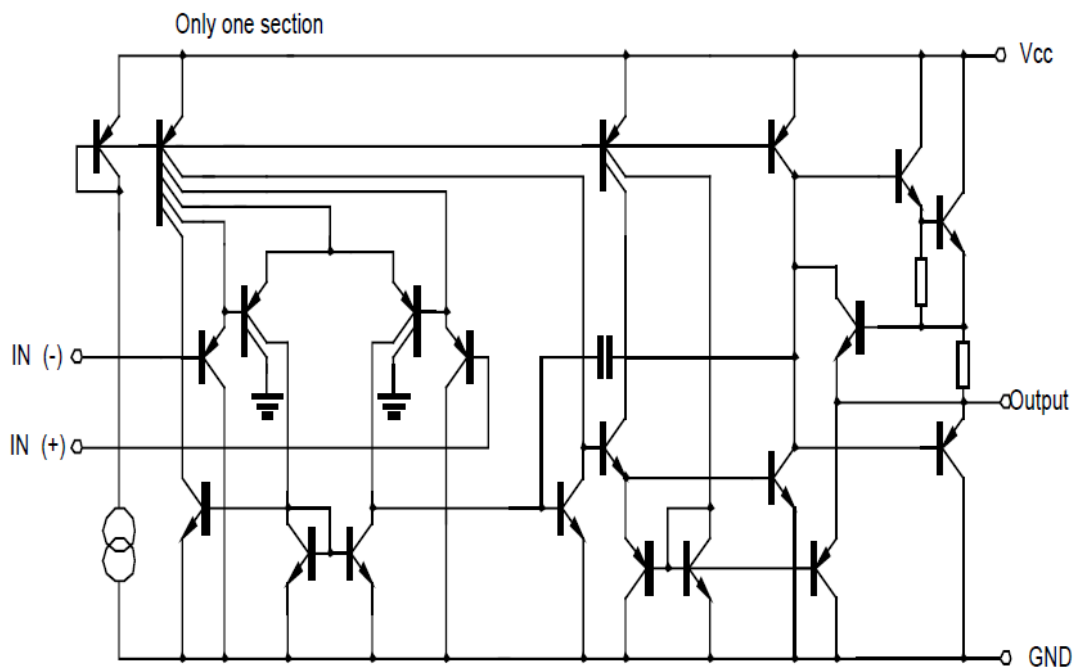 Only one section
Vcc
IN (-)
Output
IN (+)
GND